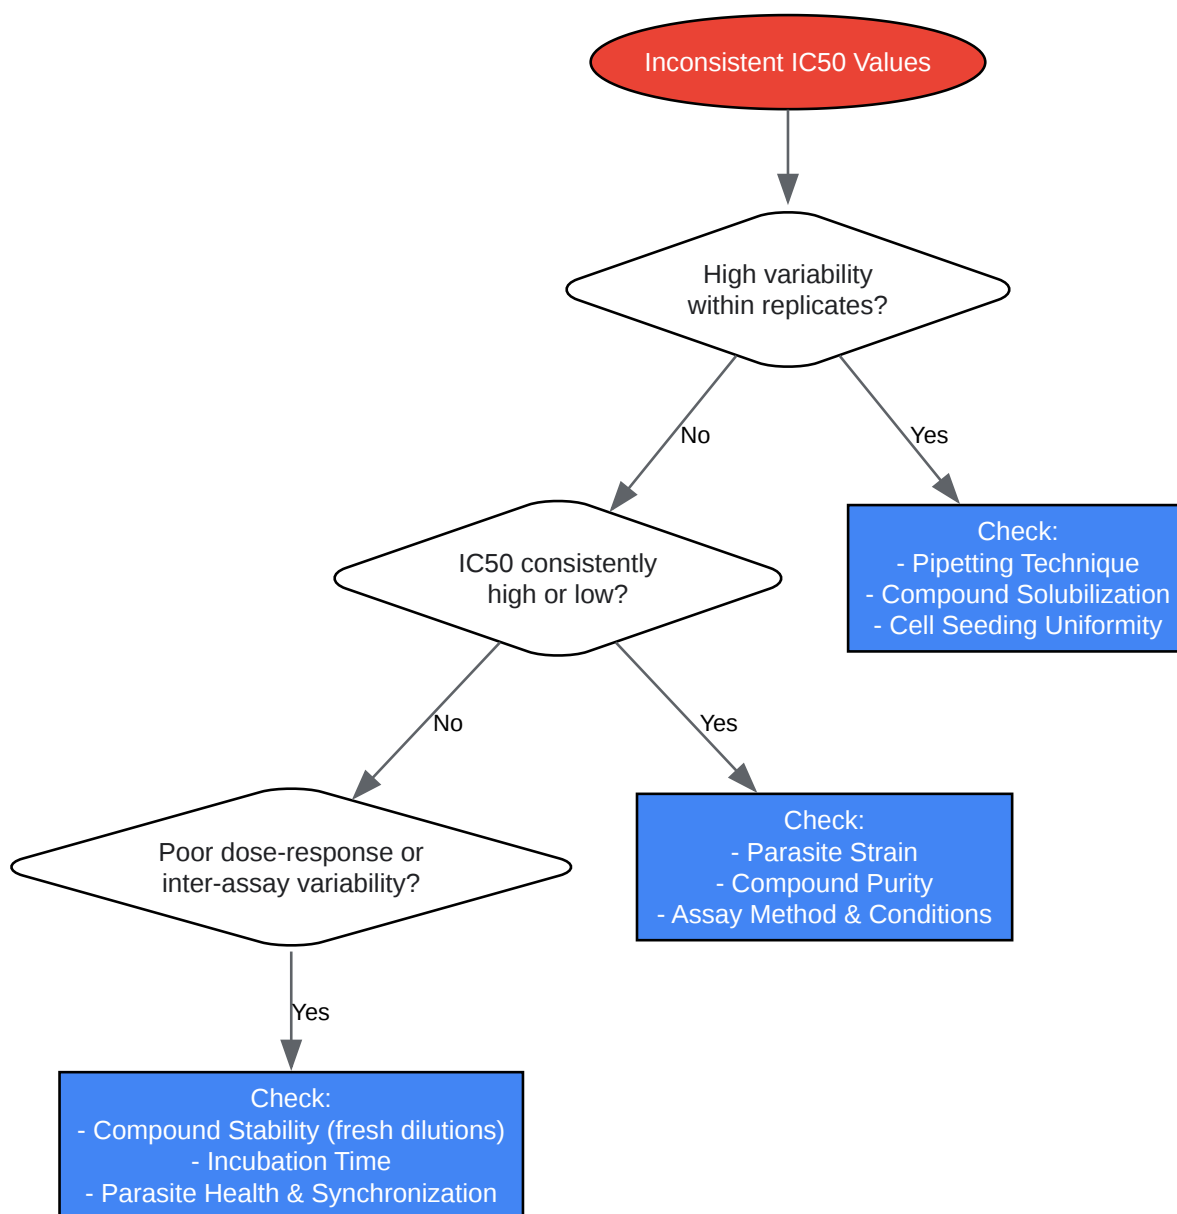 Inconsistent IC50 Values
High variability
within replicates?
No
Yes
Check:
- Pipetting Technique
- Compound Solubilization
- Cell Seeding Uniformity
IC50 consistently
high or low?
No
Yes
Check:
- Parasite Strain
- Compound Purity
- Assay Method & Conditions
Poor dose-response or
inter-assay variability?
Yes
Check:
- Compound Stability (fresh dilutions)
- Incubation Time
- Parasite Health & Synchronization